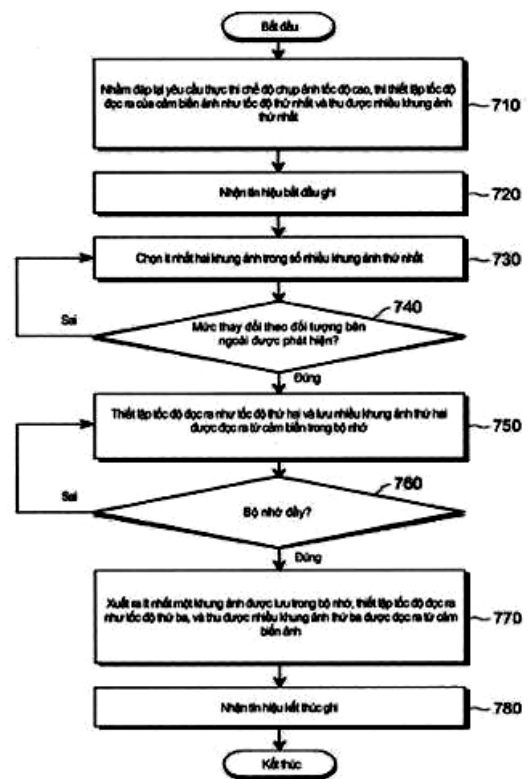 Bắt đầu
Nhằm đáp lại yêu cầu thực thi chế độ chụp ảnh tốc độ cao, thì thiết lập tốc độ
đọc ra của cảm biến ảnh như tốc độ thứ nhất và thu được nhiều khung ảnh
thứ nhất
710
Nhận tín hiệu bắt đầu ghi
720
Chọn ít nhất hai khung ảnh trong số nhiều khung ảnh thứ nhất
730
740
Mức thay đổi theo đối tượng bên
ngoài được phát hiện?
Sai
Đúng
Thiết lập tốc độ đọc ra như tốc độ thứ hai và lưu nhiều khung ảnh thứ hai
được đọc ra từ cảm biến trong bộ nhớ
750
760
Sai
Bộ nhớ đầy?
Đúng
Xuất ra ít nhất một khung ảnh được lưu trong bộ nhớ, thiết lập tốc độ đọc ra
như tốc độ thứ ba, và thu được nhiều khung ảnh thứ ba được đọc ra từ cảm
biến ảnh
770
Nhận tín hiệu kết thúc ghi
780
Kết thúc